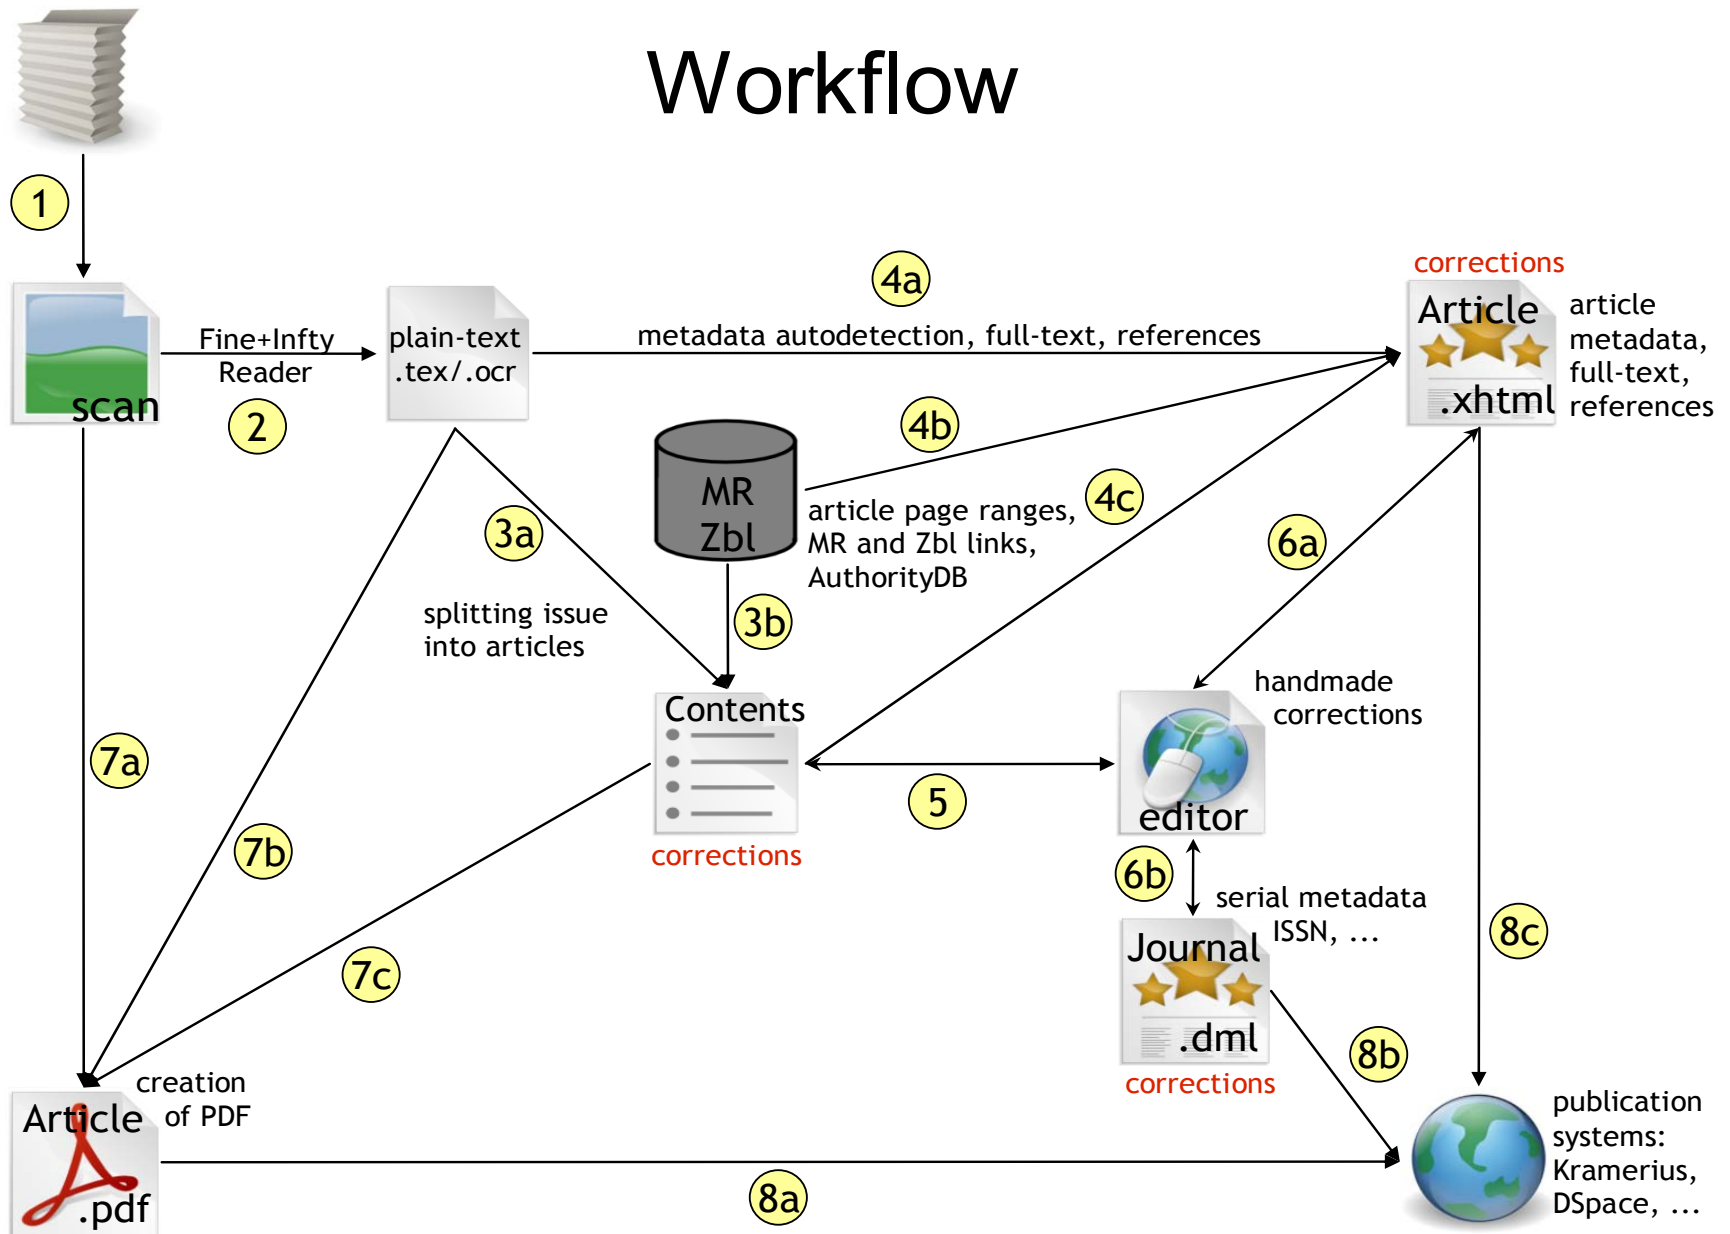 Workflow
1
scan
Fine+Infty
Reader
2
plain-text
.tex/.ocr
4a
metadata autodetection, full-text, references
corrections
Article
.xhtml
article
metadata,
full-text,
references
MR
Zbl
4b
article page ranges,
MR and Zbl links,
AuthorityDB
4c
3a
splitting issue
into articles
3b
6a
Contents
corrections
5
handmade
corrections
editor
6b
serial metadata
ISSN, ...
Journal
.dml
corrections
7a
7b
7c
8c
8b
creation
of PDF
Article
.pdf
8a
publication
systems:
Kramerius,
DSpace, ...